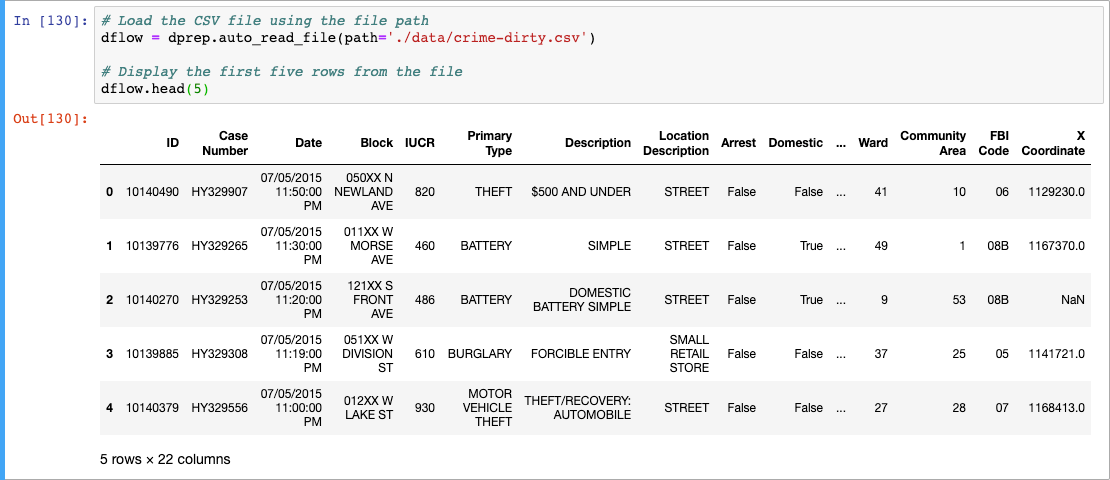 In [130]: # Load the CSV file using the file path
dflow = dprep.auto_read_file(path='./data/crime-dirty.csv')
# Display the first five rows from the file
dflow.head(5)
Out[130]:
ID Case Number Date Block IUCR Primary Type Description Location Description Arrest Domestic ... Ward Community Area FBI Code X Coordinate
0 10140490 HY329907 07/05/2015 11:50:00 PM 050XX N NEWLAND AVE 820 THEFT $500 AND UNDER STREET False False ... 41 10 06 1129230.0
1 10139776 HY329265 07/05/2015 11:30:00 PM 011XX W MORSE AVE 460 BATTERY SIMPLE STREET False True ... 49 1 08B 1167370.0
2 10140270 HY329253 07/05/2015 11:20:00 PM 121XX S FRONT AVE 486 BATTERY DOMESTIC BATTERY SIMPLE STREET False True ... 9 53 08B NaN
3 10139885 HY329308 07/05/2015 11:19:00 PM 051XX W DIVISION ST 610 BURGLARY FORCIBLE ENTRY SMALL RETAIL STORE False False ... 37 25 05 1141721.0
4 10140379 HY329556 07/05/2015 11:00:00 PM 012XX W LAKE ST 930 MOTOR VEHICLE THEFT THEFT/RECOVERY: AUTOMOBILE STREET False False ... 27 28 07 1168413.0
5 rows × 22 columns